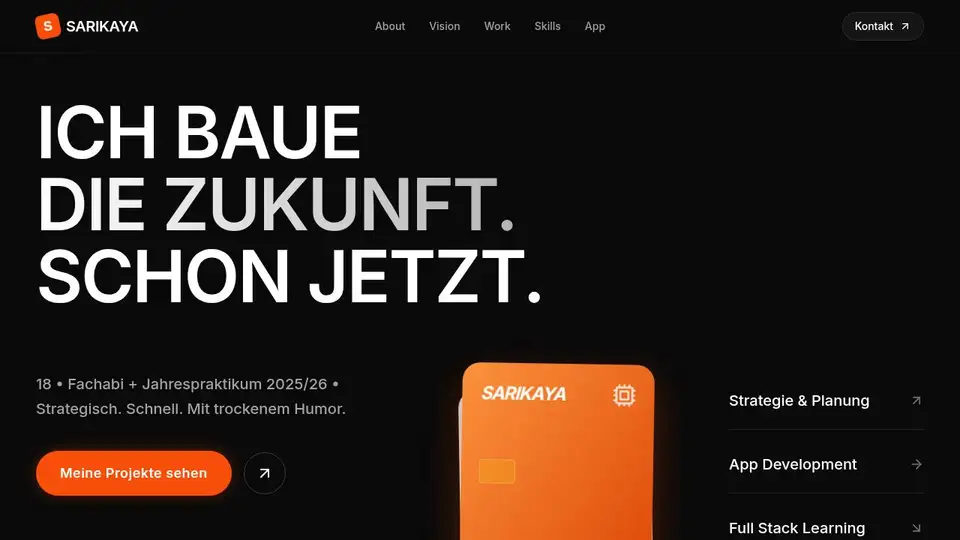 S SARIKAYA
About
Vision
Work
Skills
App
Kontakt
ICH BAUE
DIE ZUKUNFT.
SCHON JETZT.
18 • Fachabi + Jahrespraktikum 2025/26 •
Strategisch. Schnell. Mit trockenem Humor.
Meine Projekte sehen
SARIKAYA
Strategie & Planung
App Development
Full Stack Learning